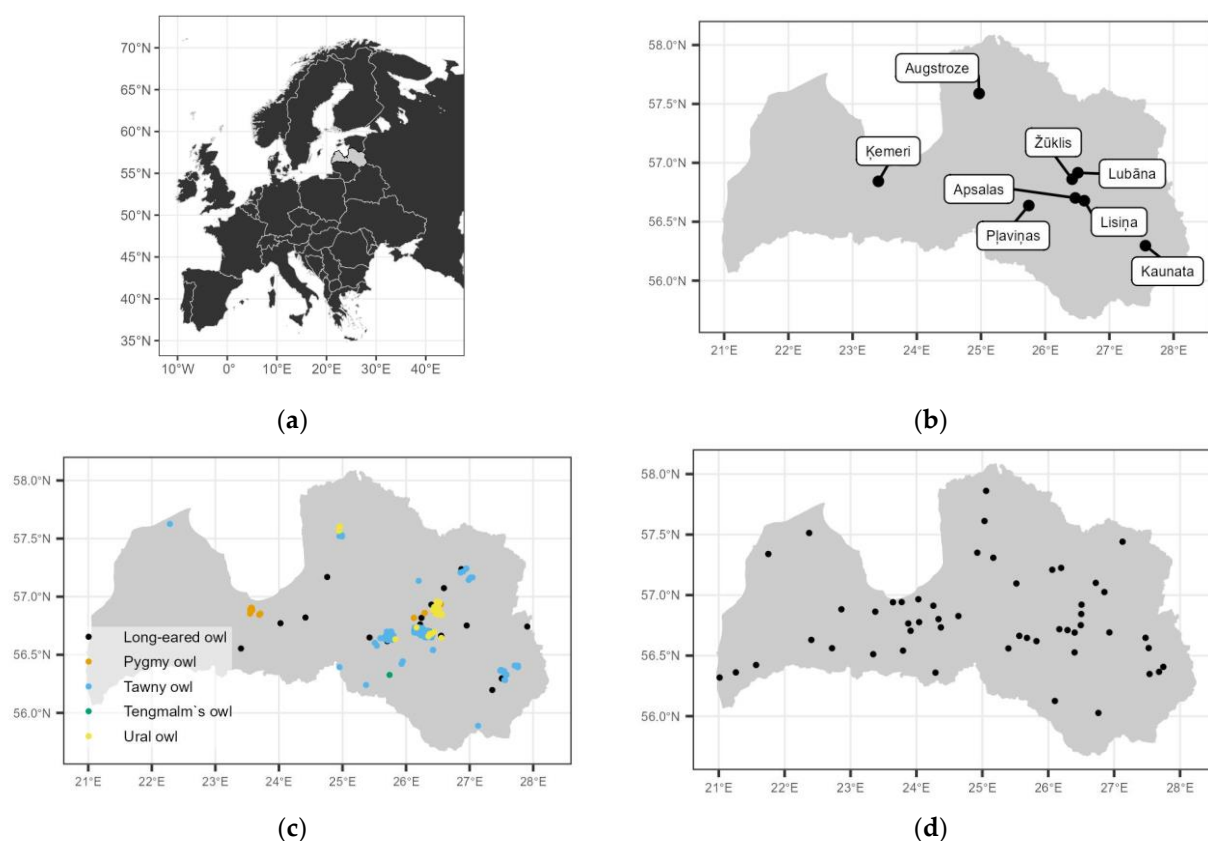 70°N
65°N
60°N
55°N
50°N
45°N
40°N
35°N
10°W 0° 10°E 20°E 30°E 40°E
(a)
58.0°N
57.5°N
57.0°N
56.5°N
56.0°N
Augstroze
Ķemeri
Žūklis
Lubāna
Apsalas
Pļaviņas
Lisiņa
Kaunata
21°E 22°E 23°E 24°E 25°E 26°E 27°E 28°E
(b)
58.0°N
57.5°N
57.0°N
56.5°N
56.0°N
Long-eared owl
Pygmy owl
Tawny owl
Tengmalm`s owl
Ural owl
21°E 22°E 23°E 24°E 25°E 26°E 27°E 28°E
(c)
58.0°N
57.5°N
57.0°N
56.5°N
56.0°N
21°E 22°E 23°E 24°E 25°E 26°E 27°E 28°E
(d)